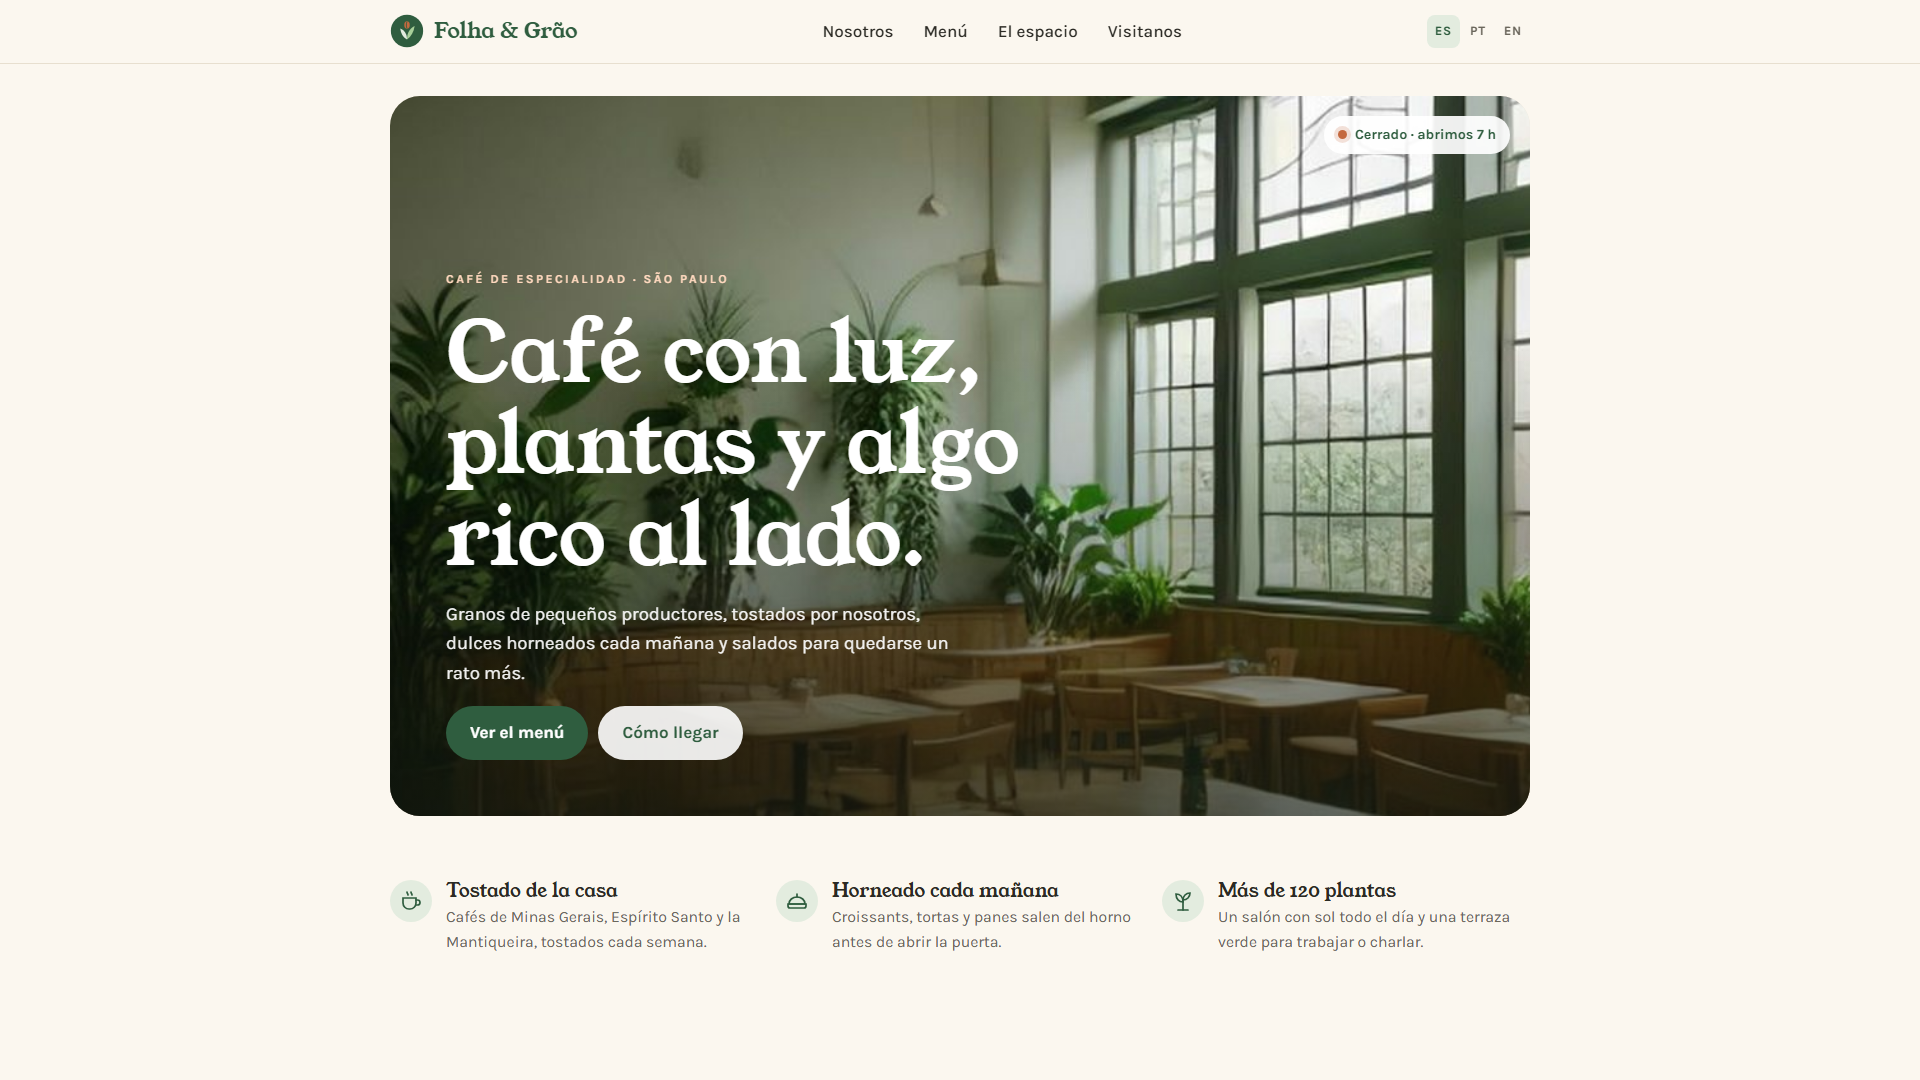 Folha & Grão
Nosotros
Menú
El espacio
Visitanos
ES
PT
EN
Cerrado · abrimos 7 h
CAFÉ DE ESPECIALIDAD · SÃO PAULO
Café con luz,
plantas y algo
rico al lado.
Granos de pequeños productores, tostados por nosotros,
dulces horneados cada mañana y salados para quedarse un
rato más.
Ver el menú
Cómo llegar
Tostado de la casa
Cafés de Minas Gerais, Espírito Santo y la
Mantiqueira, tostados cada semana.
Horneado cada mañana
Croissants, tortas y panes salen del horno
antes de abrir la puerta.
Más de 120 plantas
Un salón con sol todo el día y una terraza
verde para trabajar o charlar.